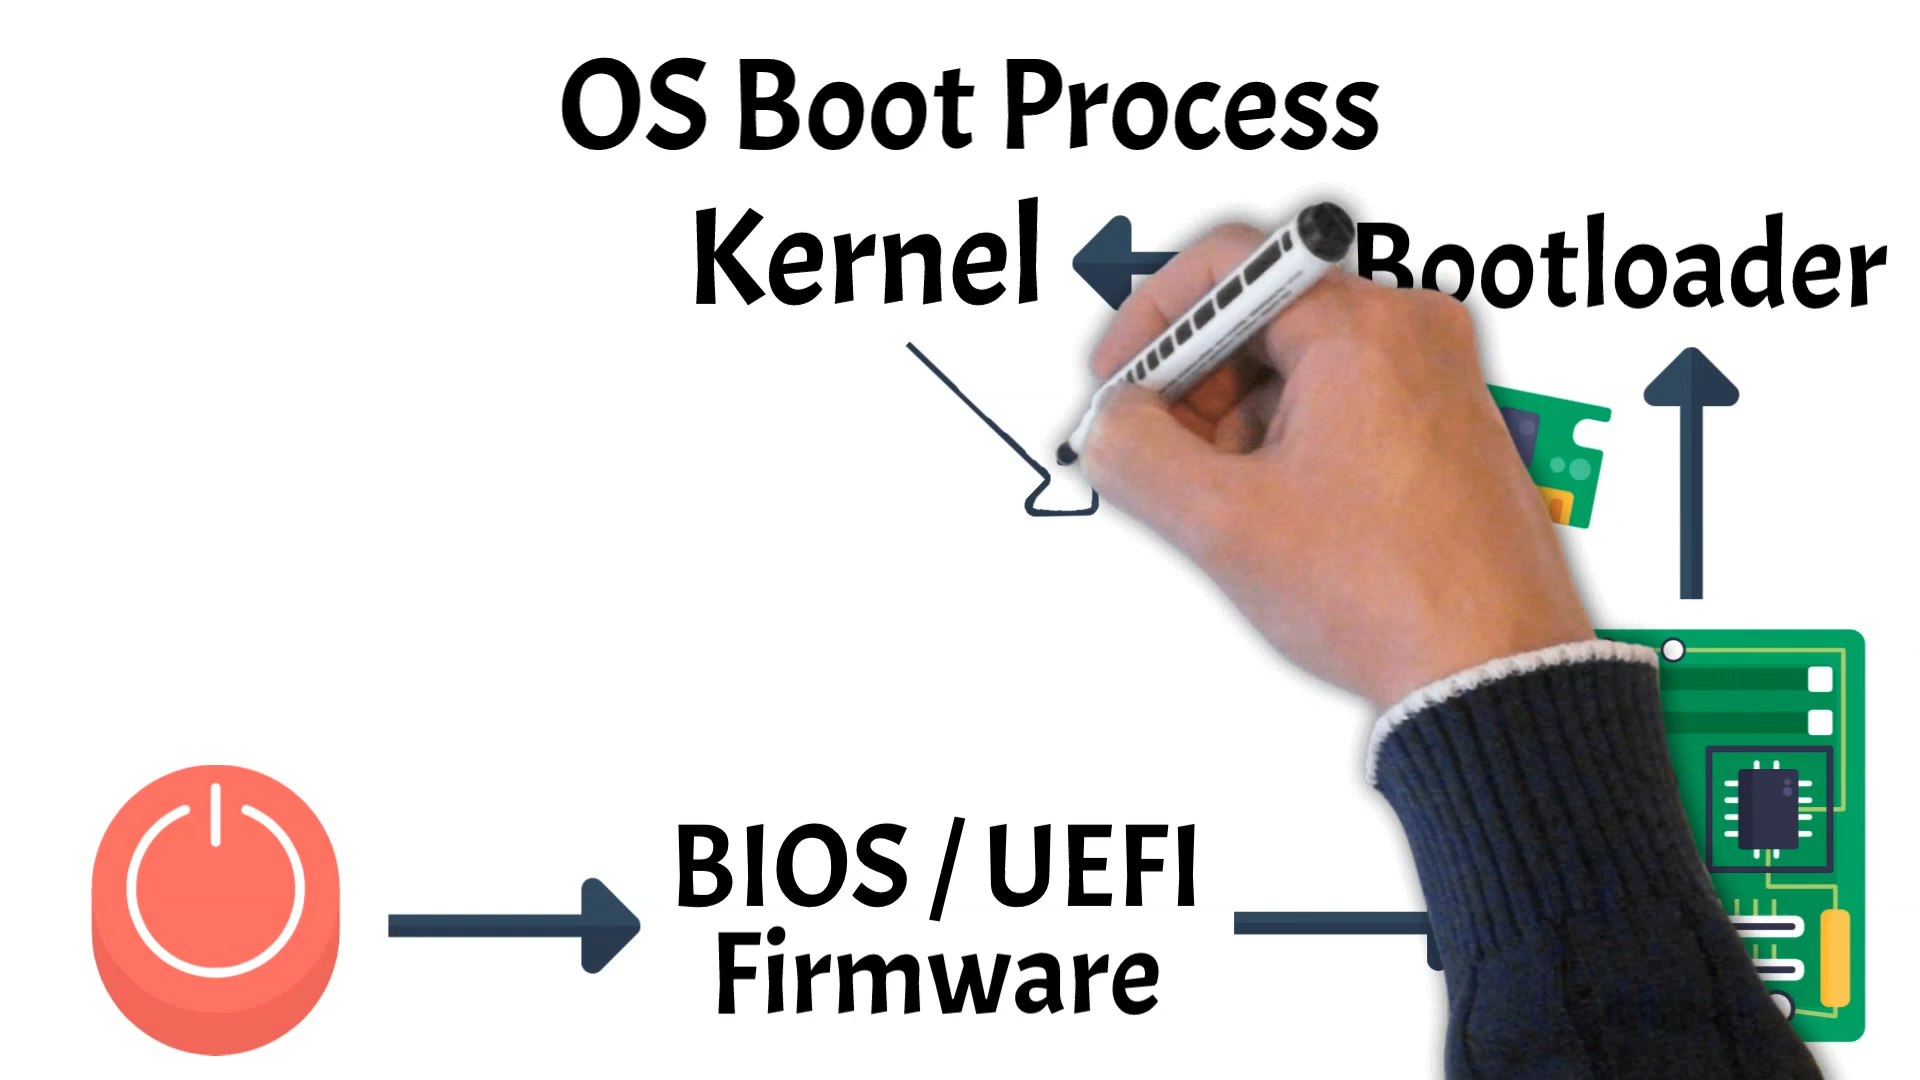 OS Boot Process
Kernel
Bootloader
BIOS / UEFI
Firmware